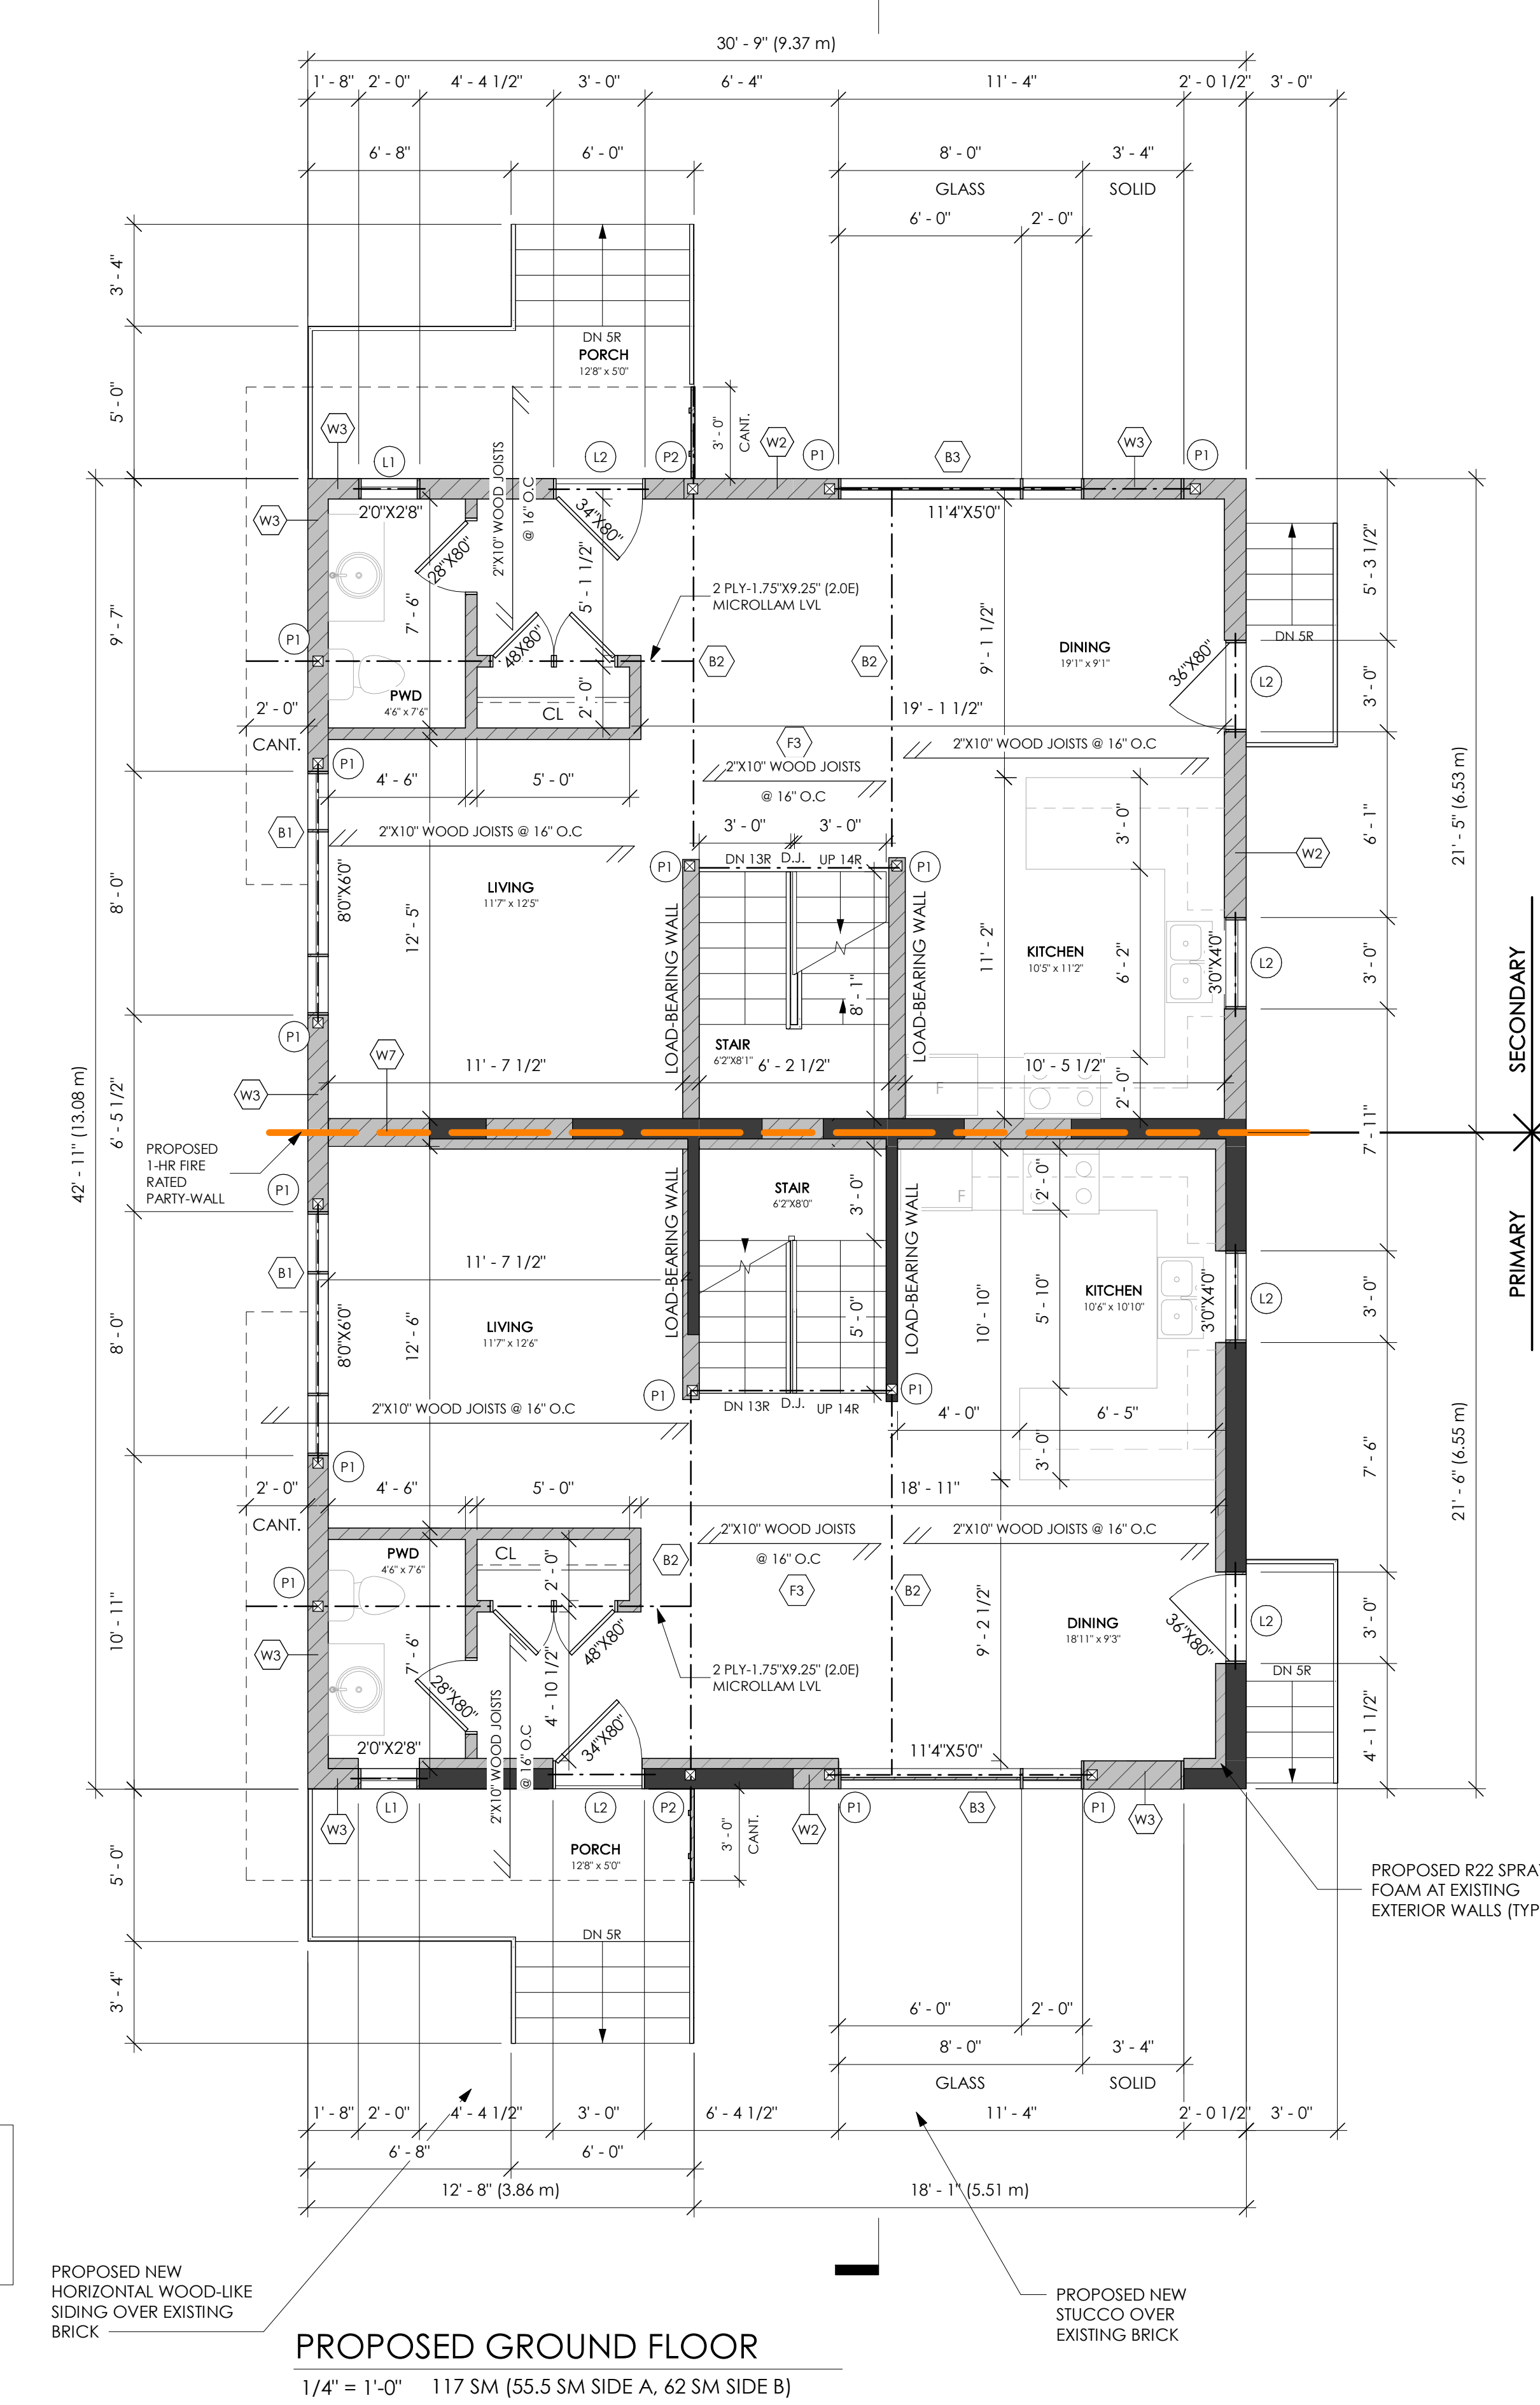 30' - 9" (9.37 m)
1' - 8" 2' - 0" 4' - 4 1/2" 3' - 0" 6' - 4" 11' - 4" 2' - 0 1/2" 3' - 0"
6' - 8" 6' - 0" 8' - 0" 3' - 4"
GLASS SOLID
6' - 0" 2' - 0"
3' - 4"
DN 5R
PORCH
12'8" x 5'0"
5' - 0"
3' - 0"
CANT.
W3 L1 L2 P2 W2 P1 B3 W3 P1
W3
2'0"X2'8"
28"X80"
2"X10" WOOD JOISTS
@ 16" O.C
34"X80"
11'4"X5'0"
5' - 3 1/2"
7' - 6"
5' - 1 1/2"
2 PLY-1.75"X9.25" (2.0E)
MICROLLAM LVL
9' - 1 1/2"
9' - 7"
DN 5R
P1
48X80"
B2
B2
DINING
19'1" x 9'1"
36"X80"
L2
3' - 0"
PWD
4'6" x 7'6"
2' - 0"
CL
2' - 0"
CANT.
19' - 1 1/2"
F3
P1
4' - 6" 5' - 0"
2"X10" WOOD JOISTS
@ 16" O.C
2"X10" WOOD JOISTS @ 16" O.C
B1
2"X10" WOOD JOISTS @ 16" O.C
3' - 0" 3' - 0"
3' - 0"
6' - 1"
21' - 5" (6.53 m)
DN 13R D.J. UP 14R
P1
P1
W2
8' - 0"
8'0"X6'0"
LIVING
11'7" x 12'5"
12' - 5"
LOAD-BEARING WALL
LOAD-BEARING WALL
11' - 2"
KITCHEN
10'5" x 11'2"
6' - 2"
3'0"X4'0"
L2
3' - 0"
SECONDARY
8' - 1"
P1
STAIR
6'2"X8'1"
W7
11' - 7 1/2" 6' - 2 1/2" 10' - 5 1/2"
F
2' - 0"
W3
42' - 11" (13.08 m)
6' - 5 1/2"
7' - 11"
PROPOSED
1-HR FIRE
RATED
PARTY-WALL
P1
STAIR
6'2"X8'0"
3' - 0"
F
2' - 0"
PRIMARY
LOAD-BEARING WALL
LOAD-BEARING WALL
11' - 7 1/2"
B1
KITCHEN
10'6" x 10'10"
3'0"X4'0"
L2
3' - 0"
8' - 0"
8'0"X6'0"
12' - 6"
LIVING
11'7" x 12'6"
5' - 0"
10' - 10"
5' - 10"
P1
P1
DN 13R D.J. UP 14R
2"X10" WOOD JOISTS @ 16" O.C
4' - 0" 6' - 5"
3' - 0"
7' - 6"
21' - 6" (6.55 m)
P1
2' - 0" 4' - 6" 5' - 0" 18' - 11"
CANT.
2"X10" WOOD JOISTS
@ 16" O.C
2"X10" WOOD JOISTS @ 16" O.C
PWD
4'6" x 7'6"
CL
2' - 0"
B2
F3
B2
P1
10' - 11"
W3
7' - 6"
28"X80"
4' - 10 1/2"
48"X80"
9' - 2 1/2"
DINING
18'11" x 9'3"
36"X80"
L2
3' - 0"
2 PLY-1.75"X9.25" (2.0E)
MICROLLAM LVL
DN 5R
2"X10" WOOD JOISTS
@ 16" O.C
34"X80"
2'0"X2'8"
11'4"X5'0"
4' - 1 1/2"
W3 L1 L2 P2 W2 P1 B3 P1 W3
3' - 0"
CANT.
PORCH
12'8" x 5'0"
5' - 0"
PROPOSED R22
FOAM AT EXISTING
EXTERIOR WALLS
DN 5R
3' - 4"
6' - 0" 2' - 0"
8' - 0" 3' - 4"
GLASS SOLID
1' - 8" 2' - 0" 4' - 4 1/2" 3' - 0" 6' - 4 1/2" 11' - 4" 2' - 0 1/2" 3' - 0"
6' - 8" 6' - 0"
12' - 8" (3.86 m) 18' - 1" (5.51 m)
PROPOSED NEW
HORIZONTAL WOOD-LIKE
SIDING OVER EXISTING
BRICK
PROPOSED NEW
STUCCO OVER
EXISTING BRICK
PROPOSED GROUND FLOOR
1/4" = 1'-0" 117 SM (55.5 SM SIDE A, 62 SM SIDE B)